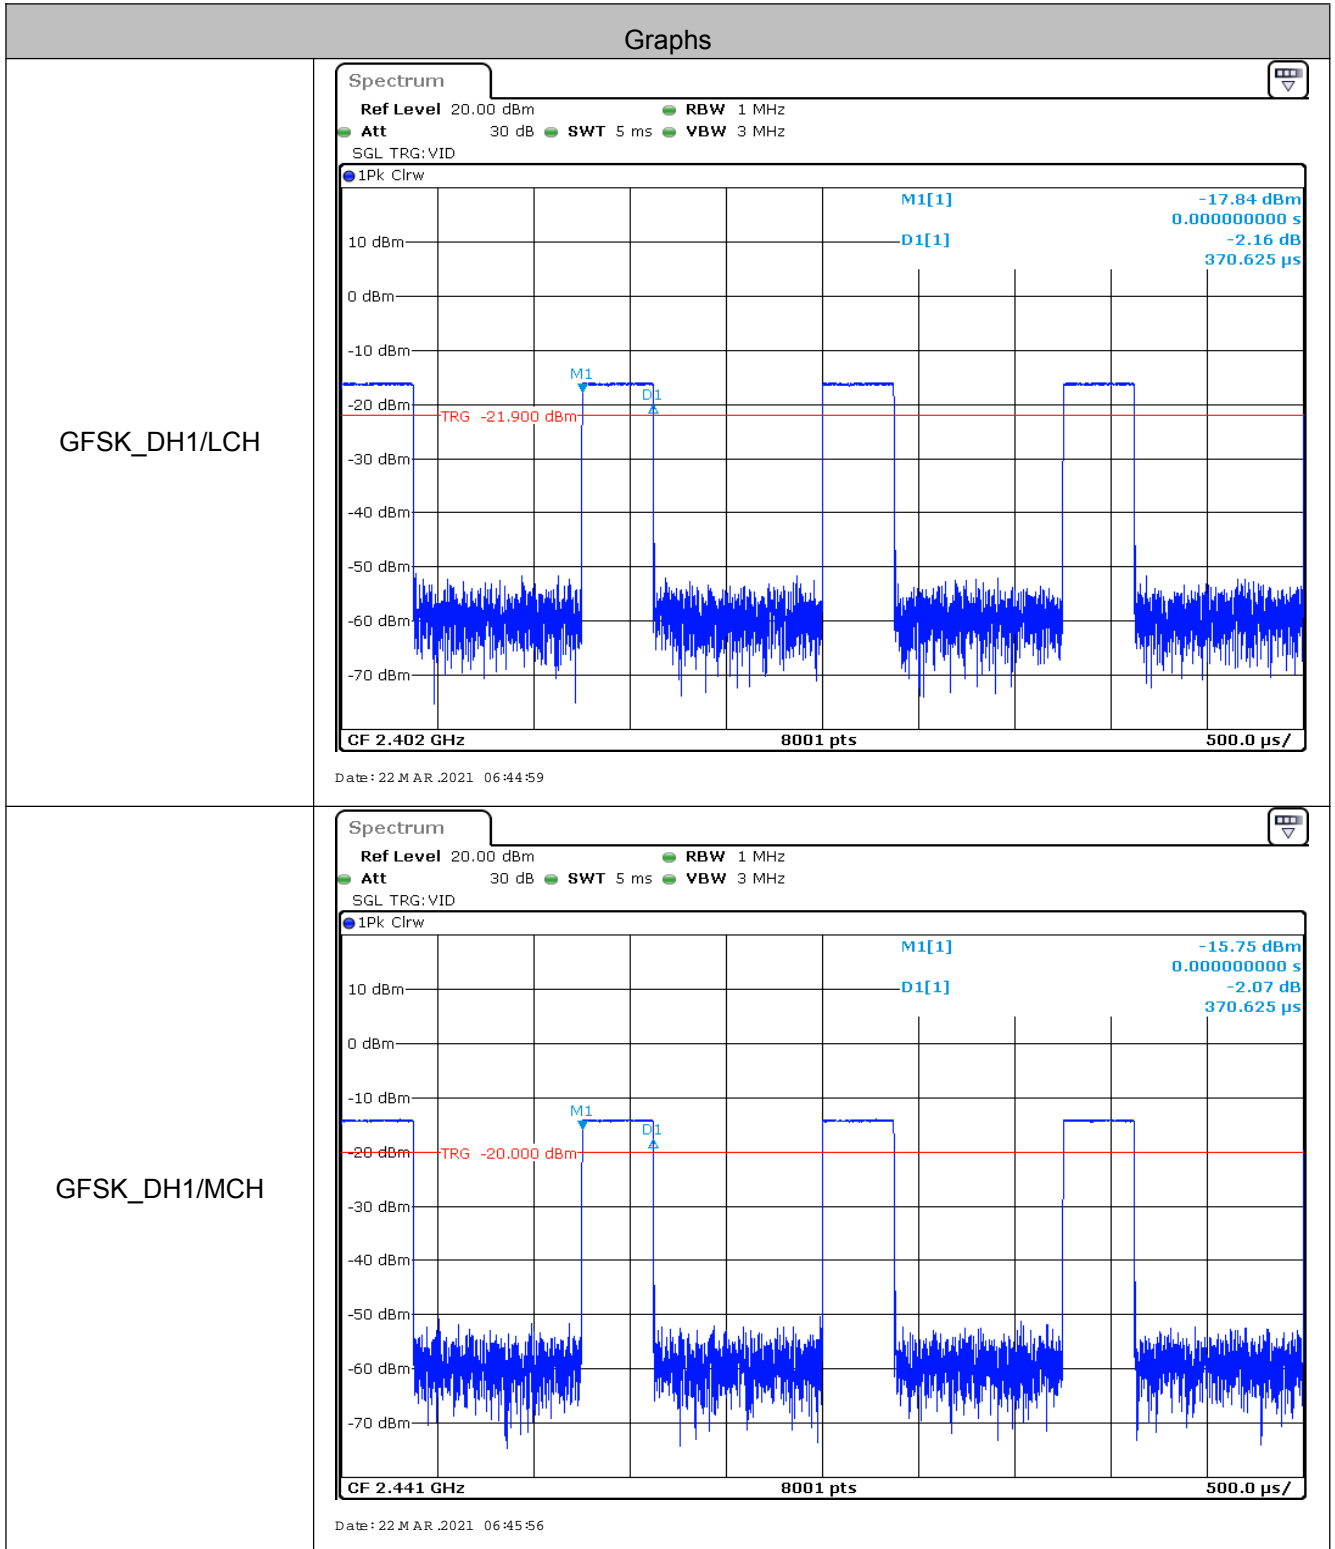 Graphs
GFSK_DH1/LCH
Spectrum
Ref Level 20.00 dBm RBW 1 MHz
Att 30 dB SWT 5 ms VBW 3 MHz
SGL TRG:VID
1Pk Clrw
M1[1] -17.84 dBm
0.000000000 s
10 dBm D1[1] -2.16 dB
370.625 µs
0 dBm
-10 dBm
M1
D1
-20 dBm
TRG -21.900 dBm
-30 dBm
-40 dBm
-50 dBm
-60 dBm
-70 dBm
CF 2.402 GHz 8001 pts 500.0 µs/
Date: 22.MAR.2021 06:44:59
GFSK_DH1/MCH
Spectrum
Ref Level 20.00 dBm RBW 1 MHz
Att 30 dB SWT 5 ms VBW 3 MHz
SGL TRG:VID
1Pk Clrw
M1[1] -15.75 dBm
0.000000000 s
10 dBm D1[1] -2.07 dB
370.625 µs
0 dBm
-10 dBm
M1
D1
-20 dBm TRG -20.000 dBm
-30 dBm
-40 dBm
-50 dBm
-60 dBm
-70 dBm
CF 2.441 GHz 8001 pts 500.0 µs/
Date: 22.MAR.2021 06:45:56